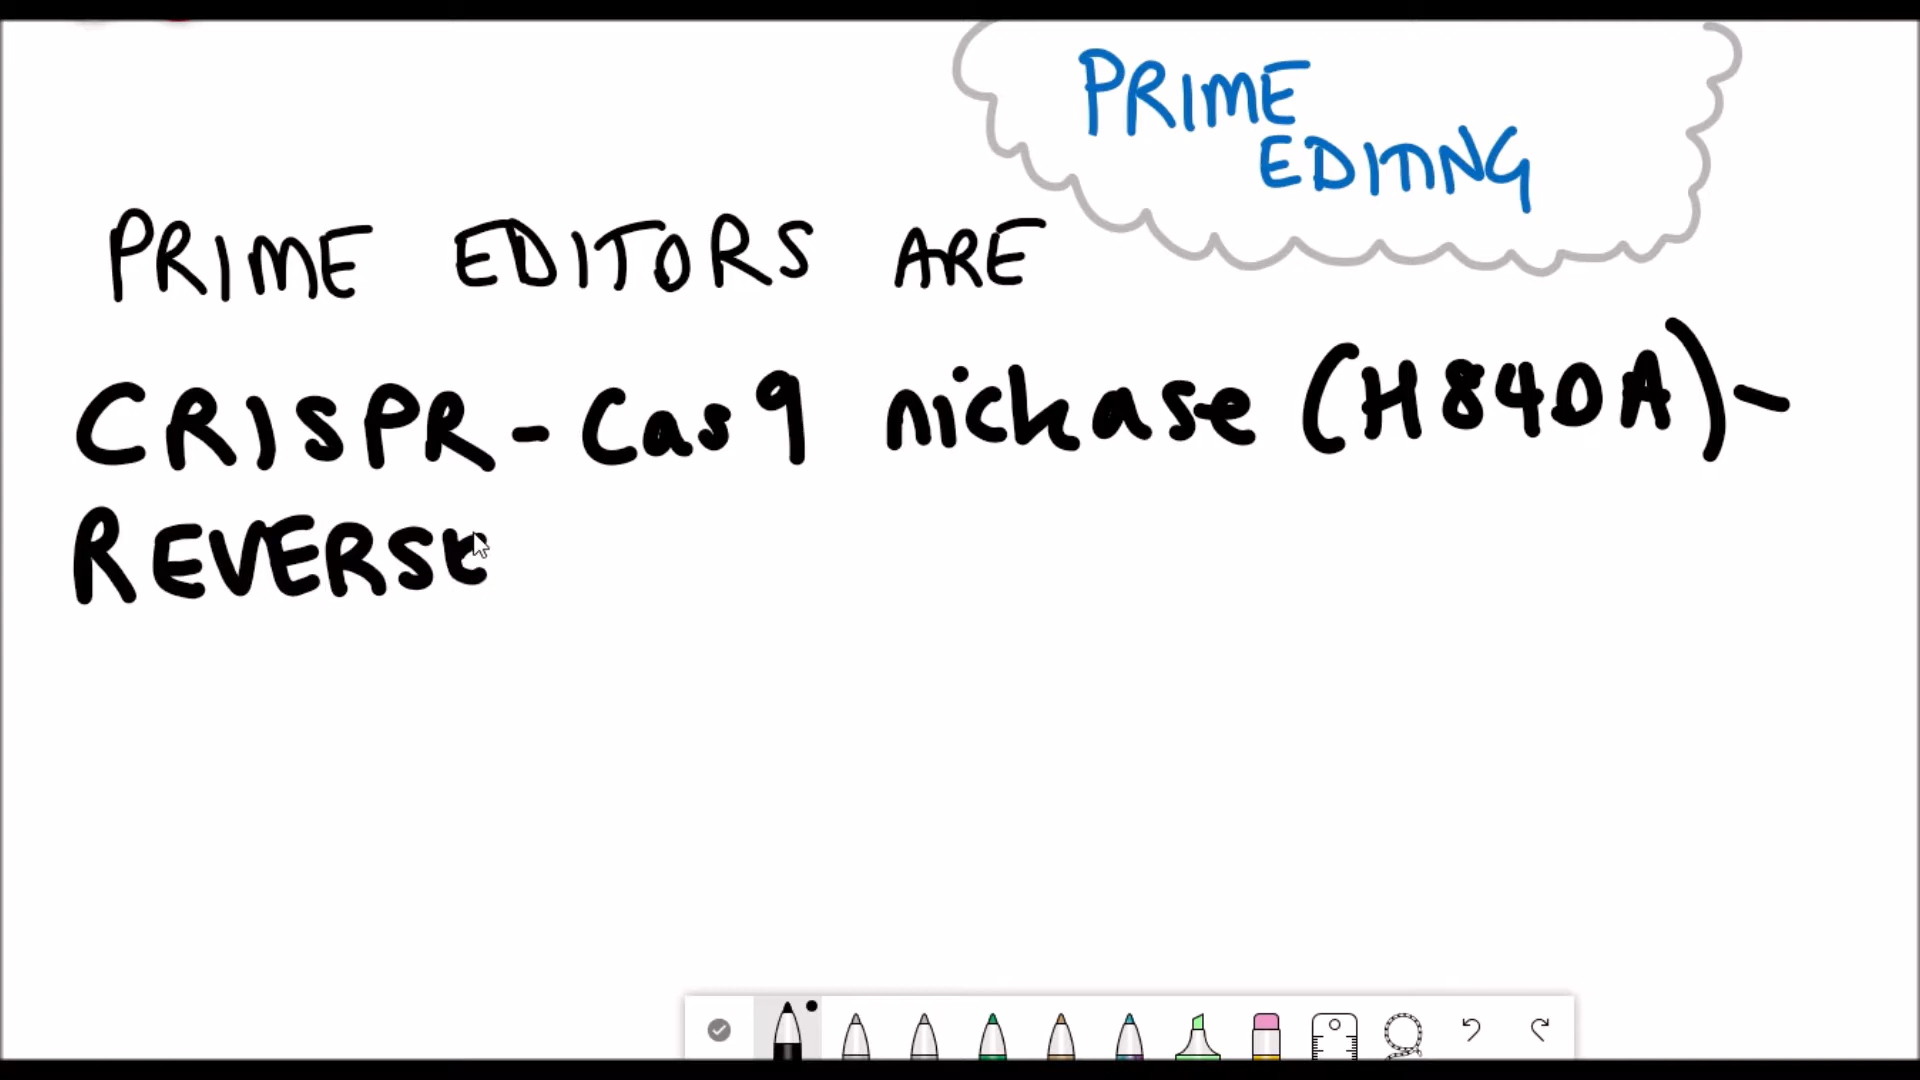 PRIME
EDITING
PRIME EDITORS ARE
CRISPR-Cas9 nickase (H840A)-
REVERSE